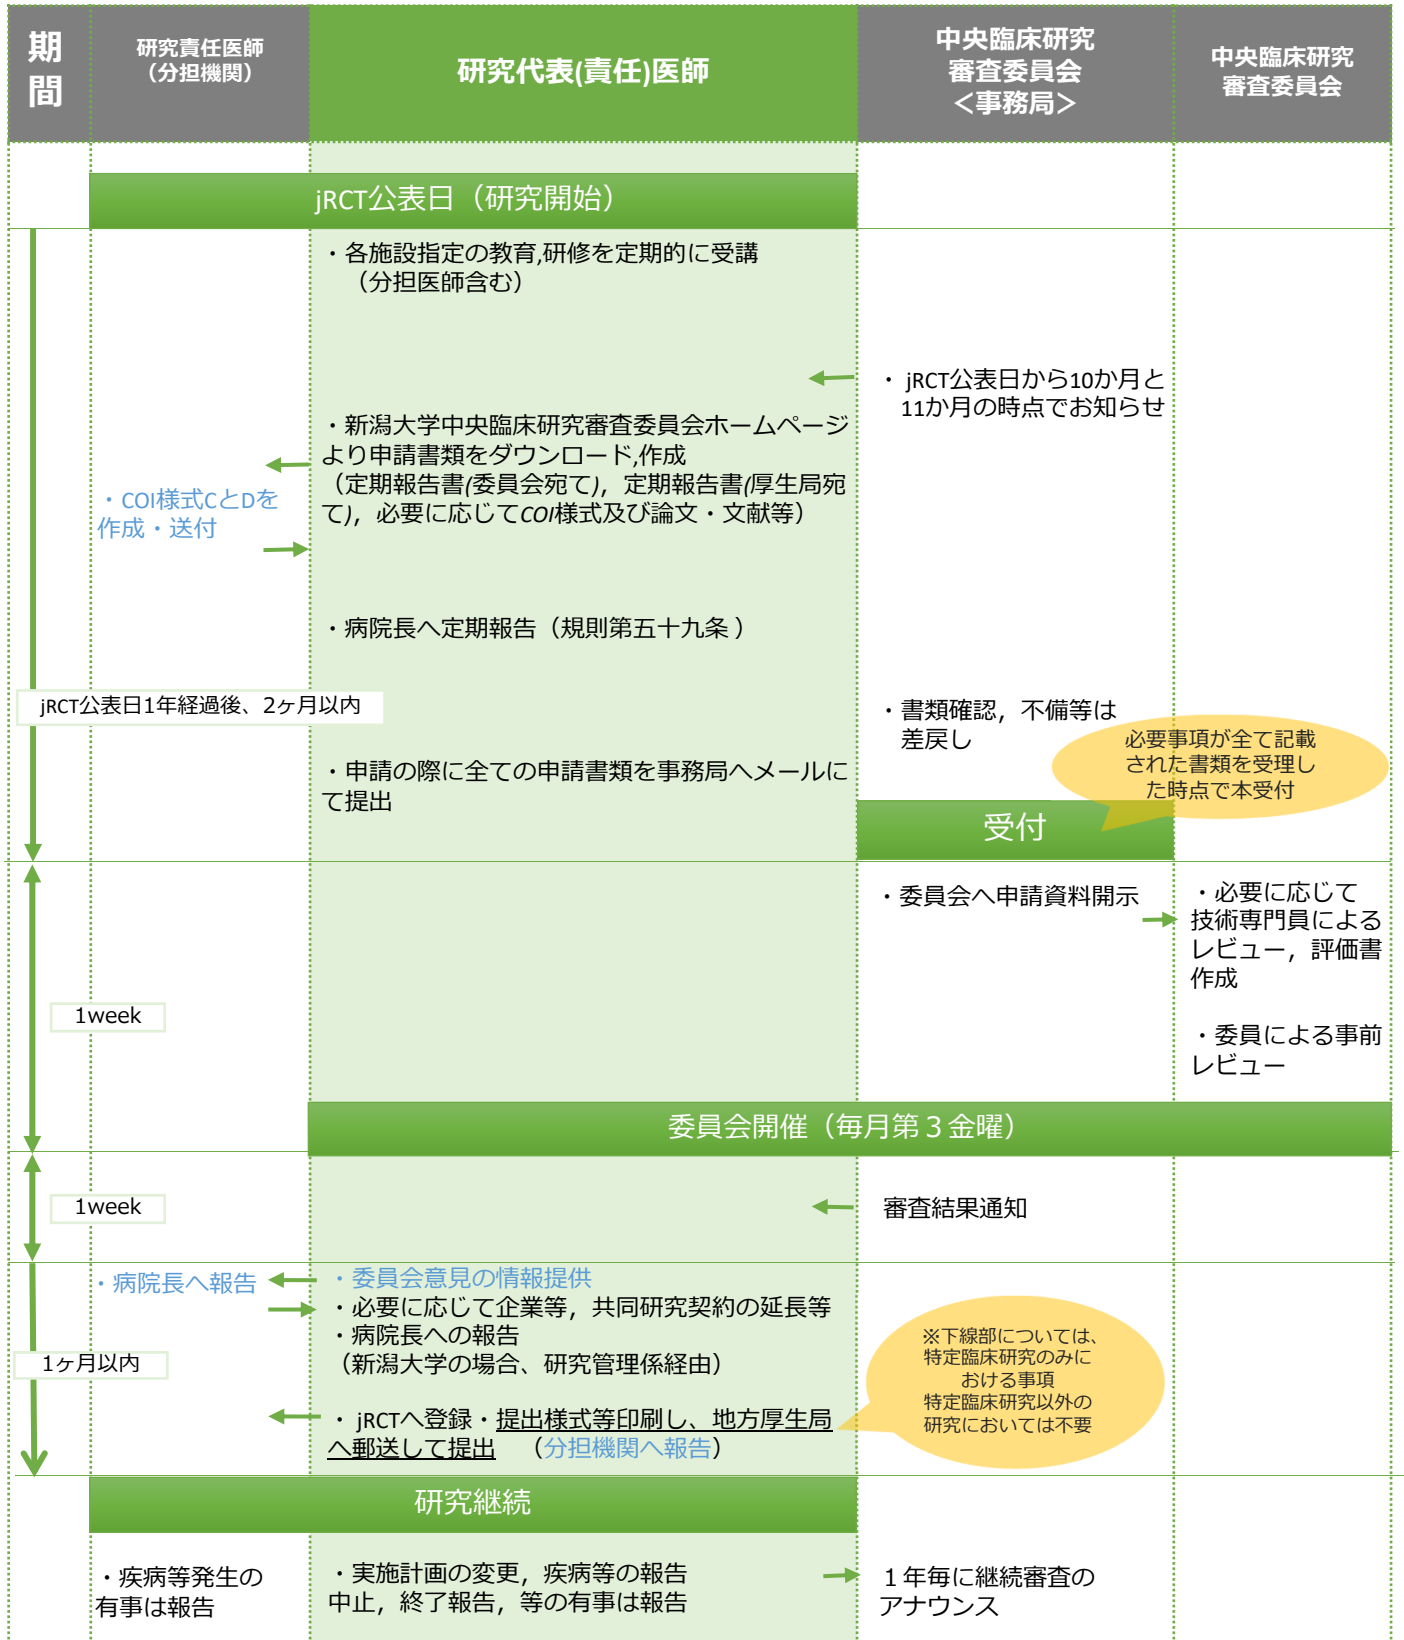 期
間
研究責任医師
（分担機関）
研究代表(責任)医師
中央臨床研究
審査委員会
＜事務局＞
中央臨床研究
審査委員会
jRCT公表日（研究開始）
・各施設指定の教育,研修を定期的に受講
（分担医師含む）
・ jRCT公表日から10か月と
11か月の時点でお知らせ
・新潟大学中央臨床研究審査委員会ホームページ
より申請書類をダウンロード,作成
（定期報告書(委員会宛て)，定期報告書(厚生局宛
て)，必要に応じてCOI様式及び論文・文献等）
・COI様式CとDを
作成・送付
・病院長へ定期報告（規則第五十九条 ）
jRCT公表日1年経過後、2ヶ月以内
・書類確認，不備等は
差戻し
必要事項が全て記載
された書類を受理し
た時点で本受付
・申請の際に全ての申請書類を事務局へメールに
て提出
受付
・委員会へ申請資料開示
・必要に応じて
技術専門員による
レビュー，評価書
作成
・委員による事前
レビュー
1week
委員会開催（毎月第３金曜）
1week
審査結果通知
・病院長へ報告
・委員会意見の情報提供
・必要に応じて企業等，共同研究契約の延長等
・病院長への報告
（新潟大学の場合、研究管理係経由）
1ヶ月以内
※下線部については、
特定臨床研究のみに
おける事項
特定臨床研究以外の
研究においては不要
・ jRCTへ登録・提出様式等印刷し、地方厚生局
へ郵送して提出　（分担機関へ報告）
研究継続
・疾病等発生の
有事は報告
・実施計画の変更，疾病等の報告
中止，終了報告，等の有事は報告
１年毎に継続審査の
アナウンス